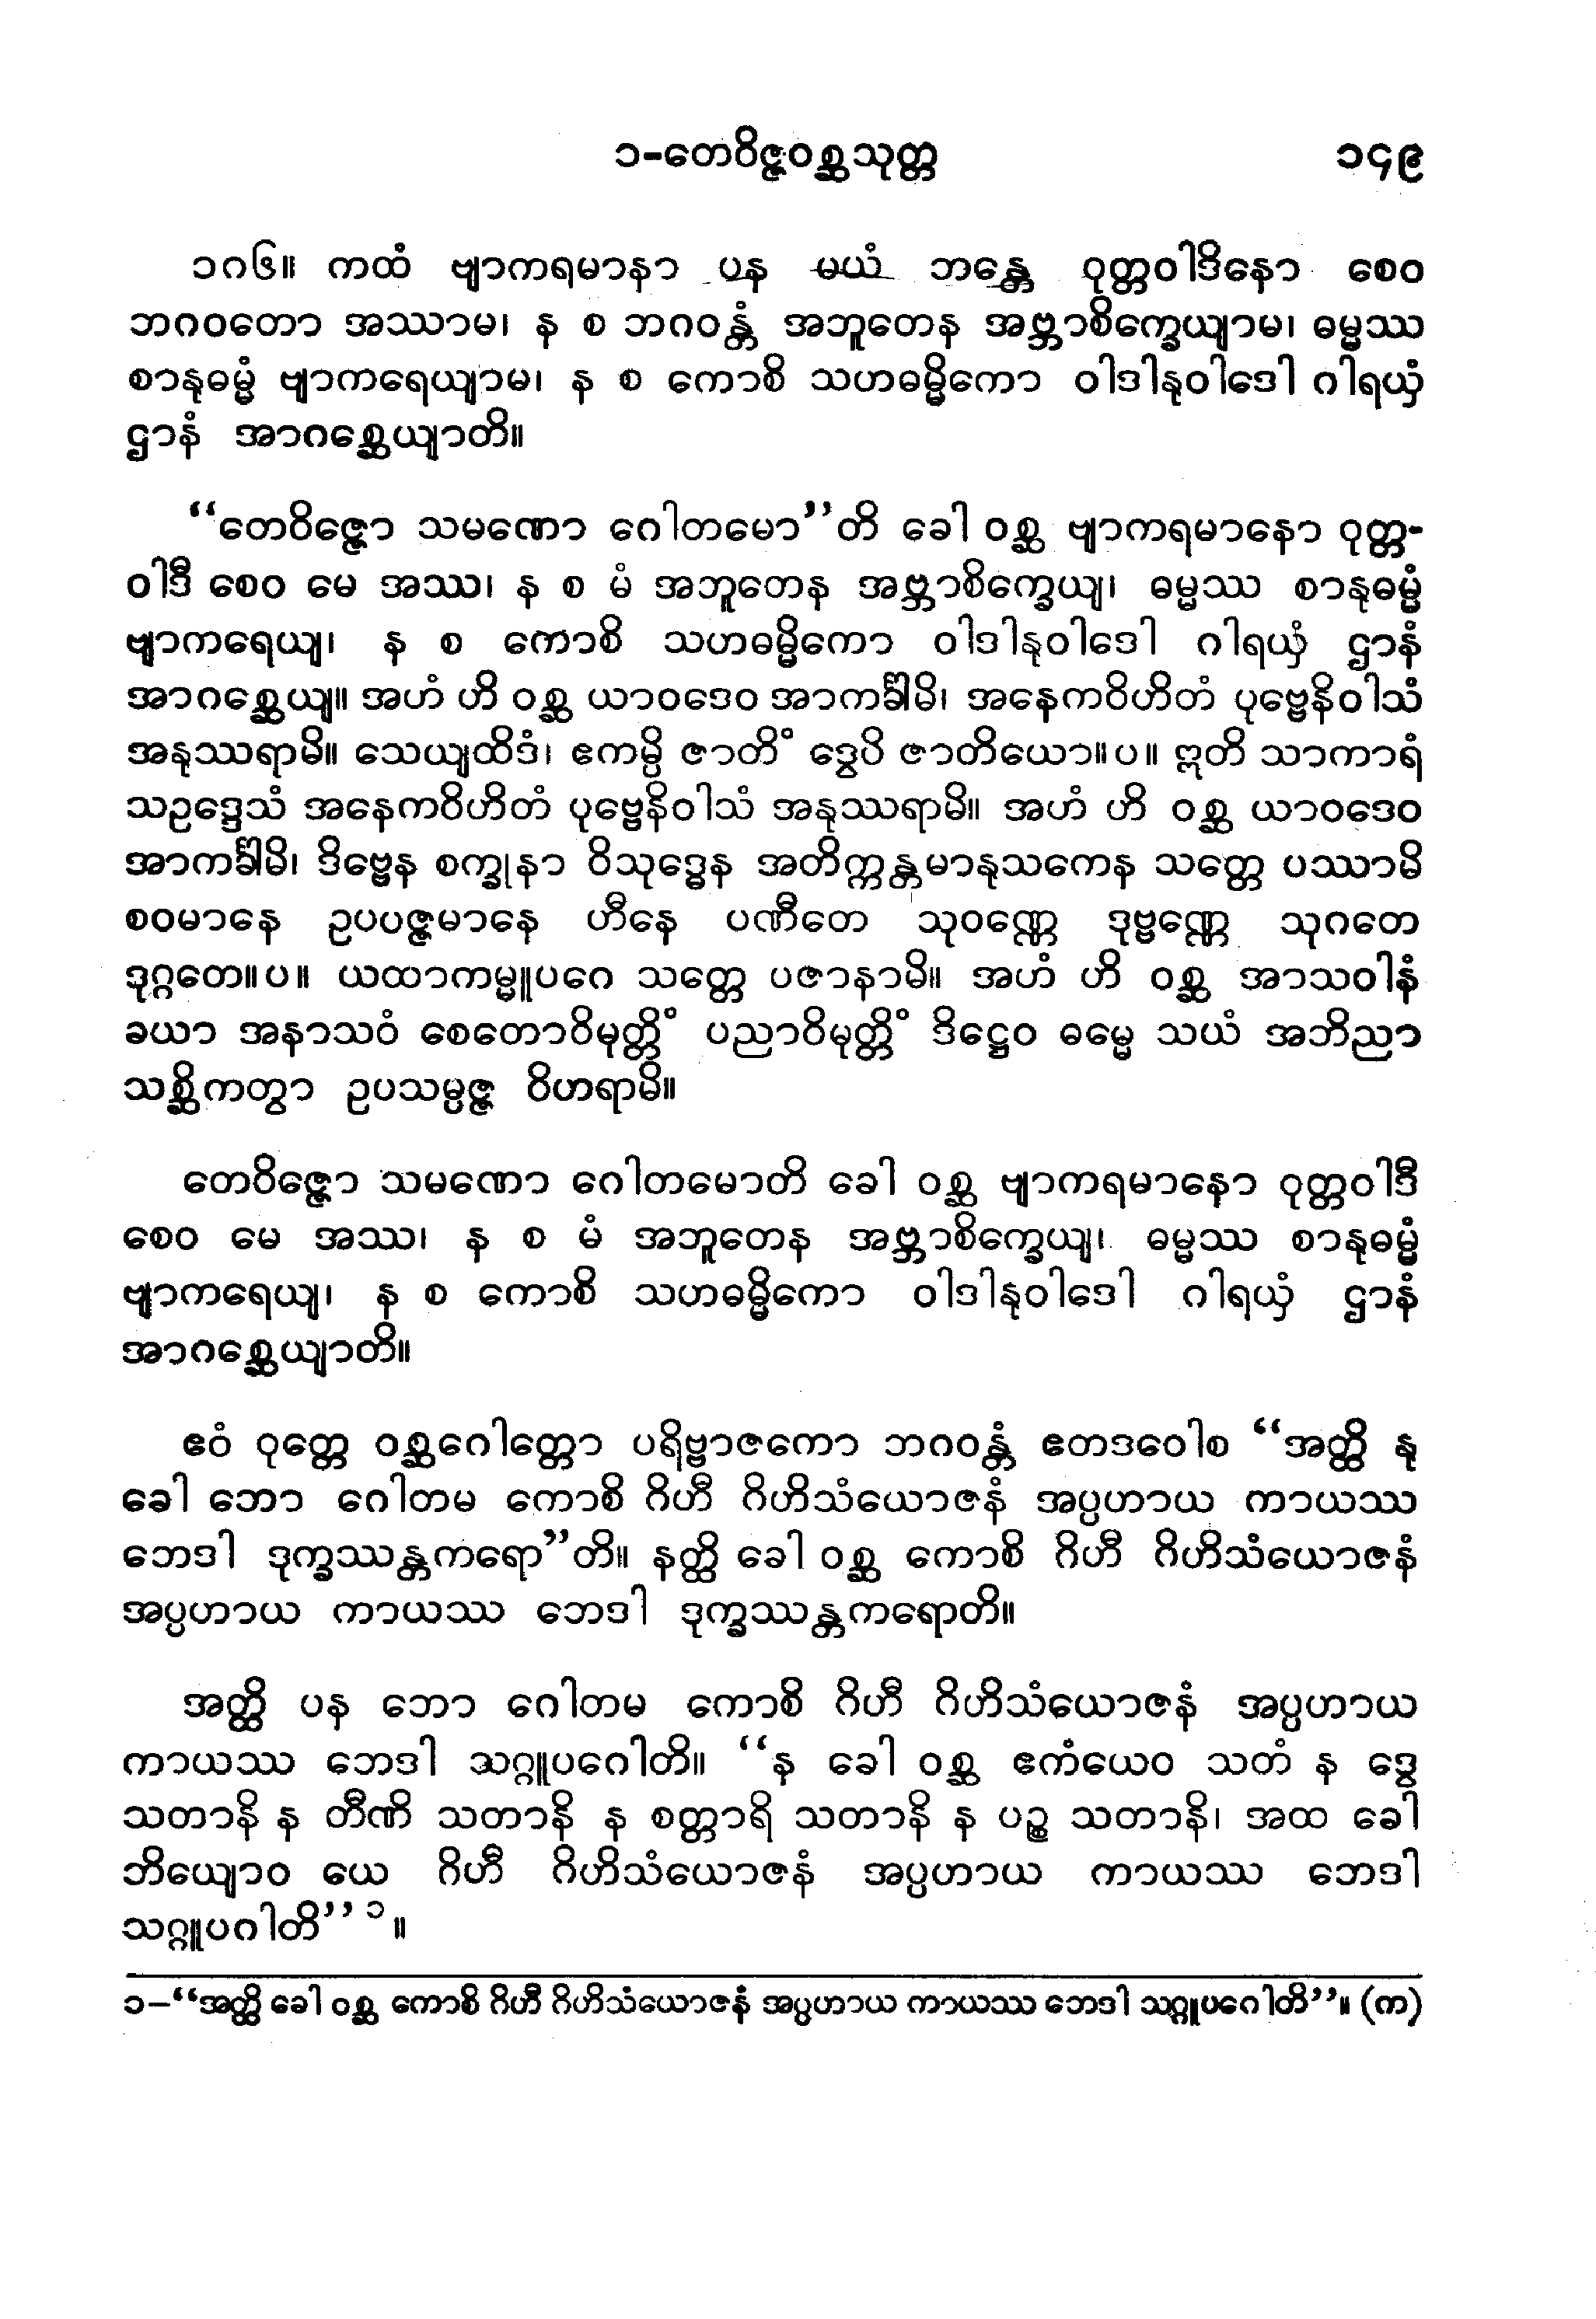 ၁-တေဝိဇ္ဇဝစ္ဆသုတ္တ ၁၄၉
၁၈၆။ ကထံ ဗျာကရမာနာ ပန မယံ ဘန္တေ ဝုတ္တဝါဒိနော စေဝ
ဘဂဝတော အဿာမ၊ န စ ဘဂဝန္တံ အဘူတေန အဗ္ဘာစိက္ခေယျာမ၊ ဓမ္မဿ
စာနုဓမ္မံ ဗျာကရေယျာမ၊ န စ ကောစိ သဟဓမ္မိကော ဝါဒါနုဝါဒေါ ဂါရယှံ
ဌာနံ အာဂစ္ဆေယျာတိ။
“တေဝိဇ္ဇော သမဏော ဂေါတမော”တိ ခေါ ဝစ္ဆ ဗျာကရမာနော ဝုတ္တ-
ဝါဒီ စေဝ မေ အဿ၊ န စ မံ အဘူတေန အဗ္ဘာစိက္ခေယျ၊ ဓမ္မဿ စာနုဓမ္မံ
ဗျာကရေယျ၊ န စ ကောစိ သဟဓမ္မိကော ဝါဒါနုဝါဒေါ ဂါရယှံ ဌာနံ
အာဂစ္ဆေယျ။ အဟံ ဟိ ဝစ္ဆ ယာဝဒေဝ အာကင်္ခါမိ၊ အနေကဝိဟိတံ ပုဗ္ဗေနိဝါသံ
အနုဿရာမိ။ သေယျထိဒံ၊ ဧကမ္ပိ ဇာတိံ ဒွေပိ ဇာတိယော။ပ။ ဣတိ သာကာရံ
သဥဒ္ဒေသံ အနေကဝိဟိတံ ပုဗ္ဗေနိဝါသံ အနုဿရာမိ။ အဟံ ဟိ ဝစ္ဆ ယာဝဒေဝ
အာကင်္ခါမိ၊ ဒိဗ္ဗေန စက္ခုနာ ဝိသုဒ္ဓေန အတိက္ကန္တမာနုသကေန သတ္တေ ပဿာမိ
စဝမာနေ ဥပပဇ္ဇမာနေ ဟီနေ ပဏီတေ သုဝဏ္ဏေ ဒုဗ္ဗဏ္ဏေ သုဂတေ
ဒုဂ္ဂတေ။ပ။ ယထာကမ္မူပဂေ သတ္တေ ပဇာနာမိ။ အဟံ ဟိ ဝစ္ဆ အာသဝါနံ
ခယာ အနာသဝံ စေတောဝိမုတ္တိံ ပညာဝိမုတ္တိံ ဒိဋ္ဌေဝ ဓမ္မေ သယံ အဘိညာ
သစ္ဆိကတွာ ဥပသမ္ပဇ္ဇ ဝိဟရာမိ။
တေဝိဇ္ဇော သမဏော ဂေါတမောတိ ခေါ ဝစ္ဆ ဗျာကရမာနော ဝုတ္တဝါဒီ
စေဝ မေ အဿ၊ န စ မံ အဘူတေန အဗ္ဘာစိက္ခေယျ၊ ဓမ္မဿ စာနုဓမ္မံ
ဗျာကရေယျ၊ န စ ကောစိ သဟဓမ္မိကော ဝါဒါနုဝါဒေါ ဂါရယှံ ဌာနံ
အာဂစ္ဆေယျာတိ။
ဧဝံ ဝုတ္တေ ဝစ္ဆဂေါတ္တော ပရိဗ္ဗာဇကော ဘဂဝန္တံ ဧတဒဝေါစ “အတ္ထိ နု
ခေါ ဘော ဂေါတမ ကောစိ ဂိဟီ ဂိဟိသံယောဇနံ အပ္ပဟာယ ကာယဿ
ဘေဒါ ဒုက္ခဿန္တကရော”တိ။ နတ္ထိ ခေါ ဝစ္ဆ ကောစိ ဂိဟီ ဂိဟိသံယောဇနံ
အပ္ပဟာယ ကာယဿ ဘေဒါ ဒုက္ခဿန္တကရောတိ။
အတ္ထိ ပန ဘော ဂေါတမ ကောစိ ဂိဟီ ဂိဟိသံယောဇနံ အပ္ပဟာယ
ကာယဿ ဘေဒါ သဂ္ဂူပဂေါတိ။ “န ခေါ ဝစ္ဆ ဧကံယေဝ သတံ န ဒွေ
သတာနိ န တီဏိ သတာနိ န စတ္တာရိ သတာနိ န ပဉ္စ သတာနိ၊ အထ ခေါ
ဘိယျောဝ ယေ ဂိဟီ ဂိဟိသံယောဇနံ အပ္ပဟာယ ကာယဿ ဘေဒါ
သဂ္ဂူပဂါတိ” ၁ ။
၁–“အတ္ထိ ခေါ ဝစ္ဆ ကောစိ ဂိဟီ ဂိဟိသံယောဇနံ အပ္ပဟာယ ကာယဿ ဘေဒါ သဂ္ဂူပဂေါတိ”။ (က)